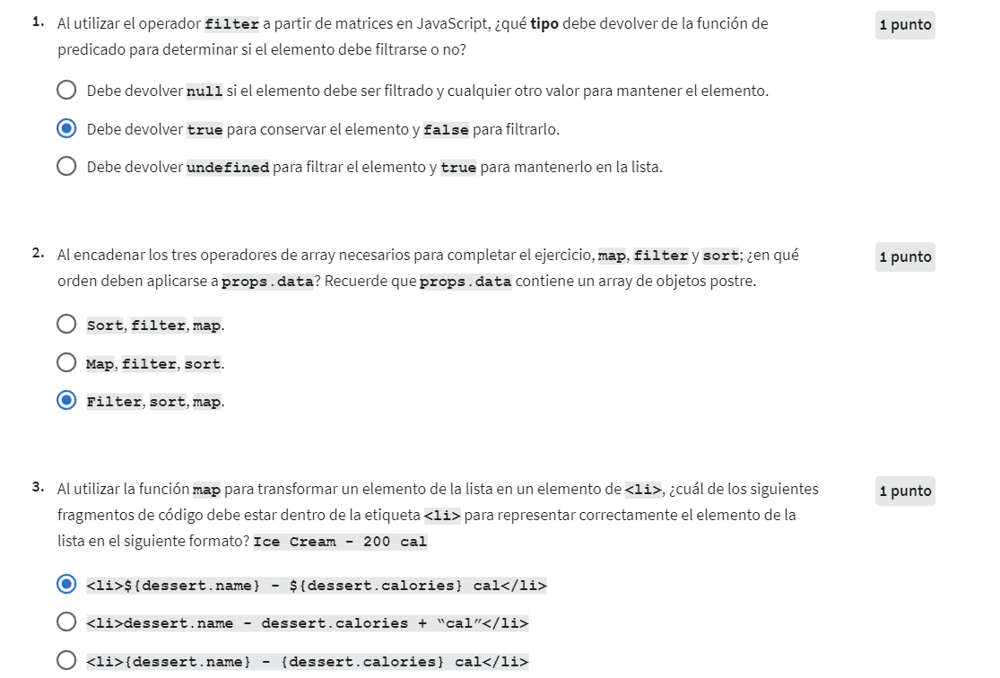 1. Al utilizar el operador filter a partir de matrices en JavaScript, ¿qué tipo debe devolver de la función de
1 punto
predicado para determinar si el elemento debe filtrarse o no?
Debe devolver null si el elemento debe ser filtrado y cualquier otro valor para mantener el elemento.
Debe devolver true para conservar el elemento y false para filtrarlo.
Debe devolver undefined para filtrar el elemento y true para mantenerlo en la lista.
2. Al encadenar los tres operadores de array necesarios para completar el ejercicio, map, filter y sort; ¿en qué
1 punto
orden deben aplicarse a props.data? Recuerde que props.data contiene un array de objetos postre.
Sort, filter, map.
Map, filter, sort.
Filter, sort, map.
3. Al utilizar la función map para transformar un elemento de la lista en un elemento de <li>, ¿cuál de los siguientes
1 punto
fragmentos de código debe estar dentro de la etiqueta <li> para representar correctamente el elemento de la
lista en el siguiente formato? Ice Cream - 200 cal
<li>${dessert.name} - ${dessert.calories} cal</li>
<li>dessert.name - dessert.calories + “cal”</li>
<li>{dessert.name} - {dessert.calories} cal</li>